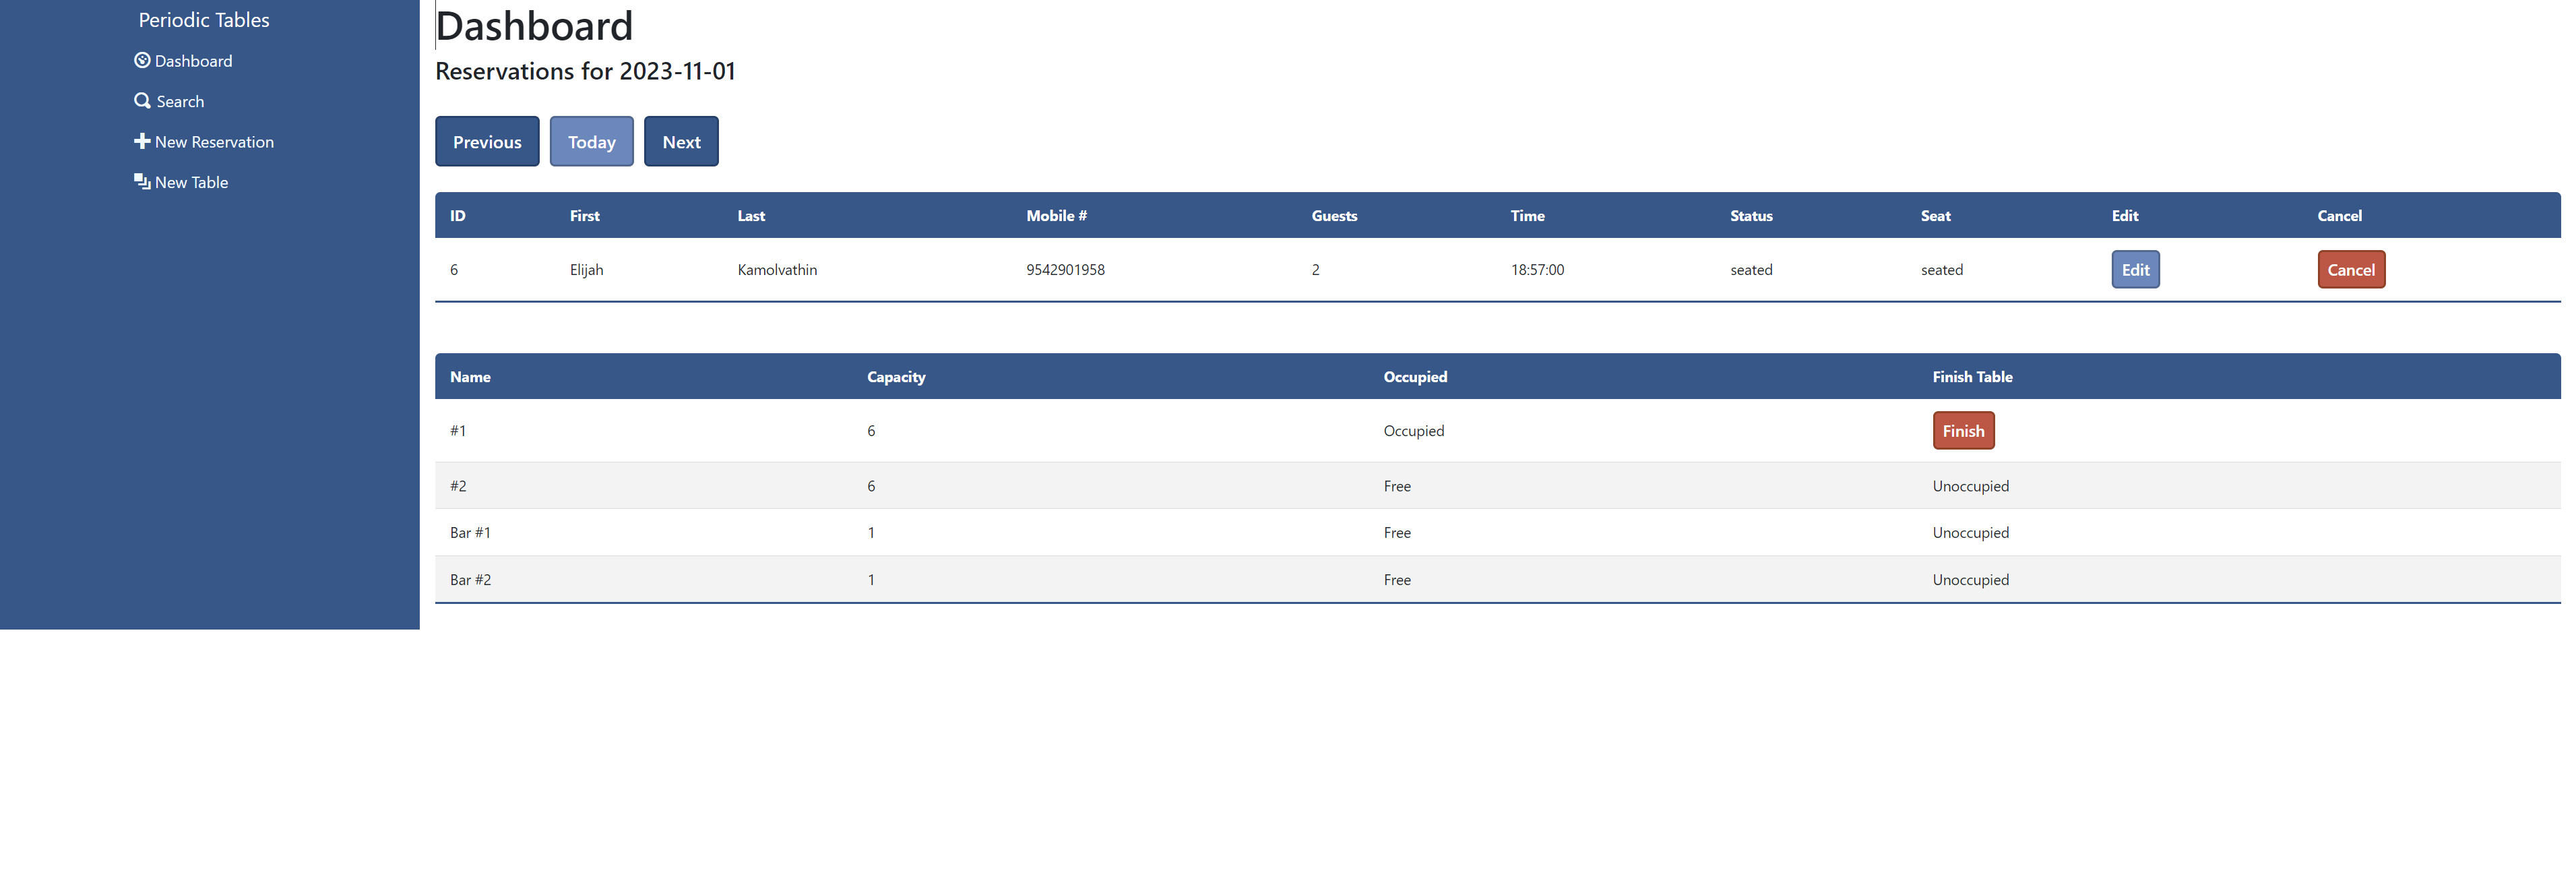 Periodic Tables
Dashboard
Search
New Reservation
New Table
Dashboard
Reservations for 2023-11-01
Previous Today Next
ID First Last Mobile # Guests Time Status Seat Edit Cancel
6 Elijah Kamolvathin 9542901958 2 18:57:00 seated seated Edit Cancel
Name Capacity Occupied Finish Table
#1 6 Occupied Finish
#2 6 Free Unoccupied
Bar #1 1 Free Unoccupied
Bar #2 1 Free Unoccupied